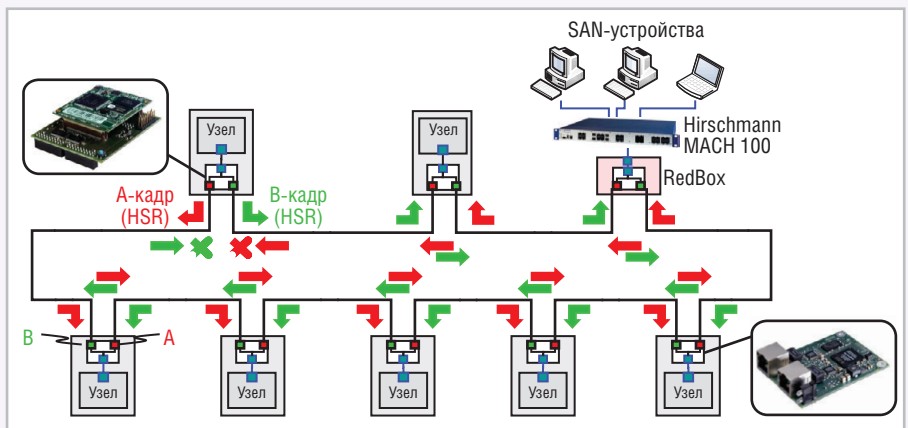 SAN-устройства
Hirschmann
MACH 100
RedBox
Узел
Узел
А-кадр
(HSR)
В-кадр
(HSR)
В
А
Узел
Узел
Узел
Узел
Узел